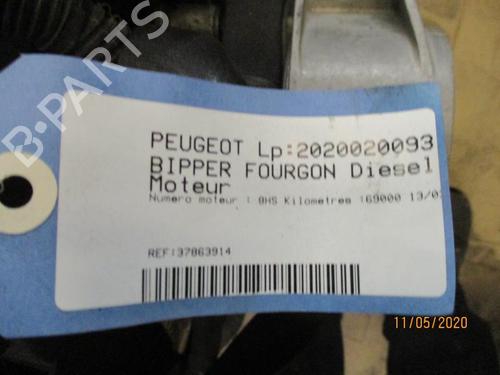 B-PARTS
PEUGEOT Lp:2020020093
BIPPER FOURGON Diesel
Moteur
Numero moteur : 8HS Kilometres :69000 13/0
REF:37863914
11/05/2020